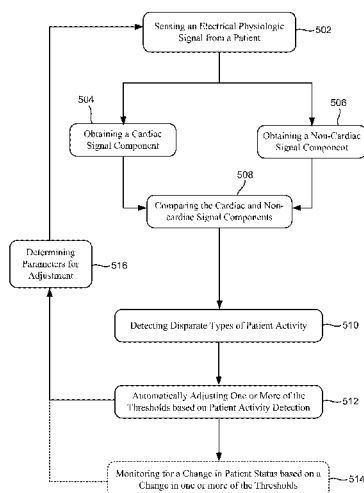 Sensing an Electrical Physiologic
Signal from a Patient
502
504
506
Obtaining a Cardiac
Signal Component
Obtaining a Non-Cardiac
Signal Component
508
Comparing the Cardiac and Non-
cardiac Signal Components
Determining
Parameters for
Adjustment
516
Detecting Disparate Types of Patient Activity
510
Automatically Adjusting One or More of the
Thresholds based on Patient Activity Detection
512
Monitoring for a Change in Patient Status based on a
Change in one or more of the Thresholds
514